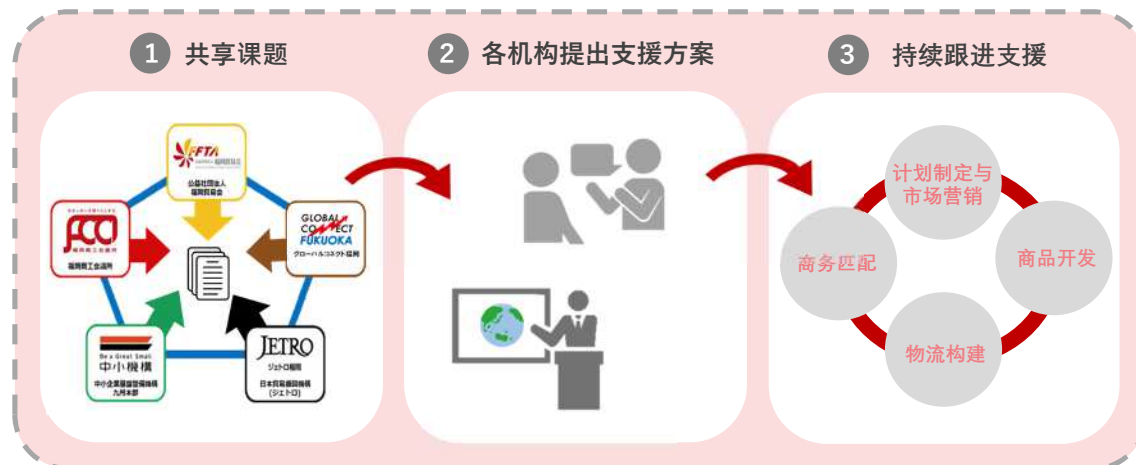 1 共享课题
2 各机构提出支援方案
3 持续跟进支援
FFTA
公益社団法人
福岡貿易会
FCCI
福岡商工会議所
GLOBAL
CONNECT
FUKUOKA
グローバルコネクト福岡
Be a Great Small
中小機構
中小企業基盤整備機構
九州本部
JETRO
ジェトロ福岡
日本貿易振興機構
(ジェトロ)
计划制定与
市场营销
商务匹配
商品开发
物流构建